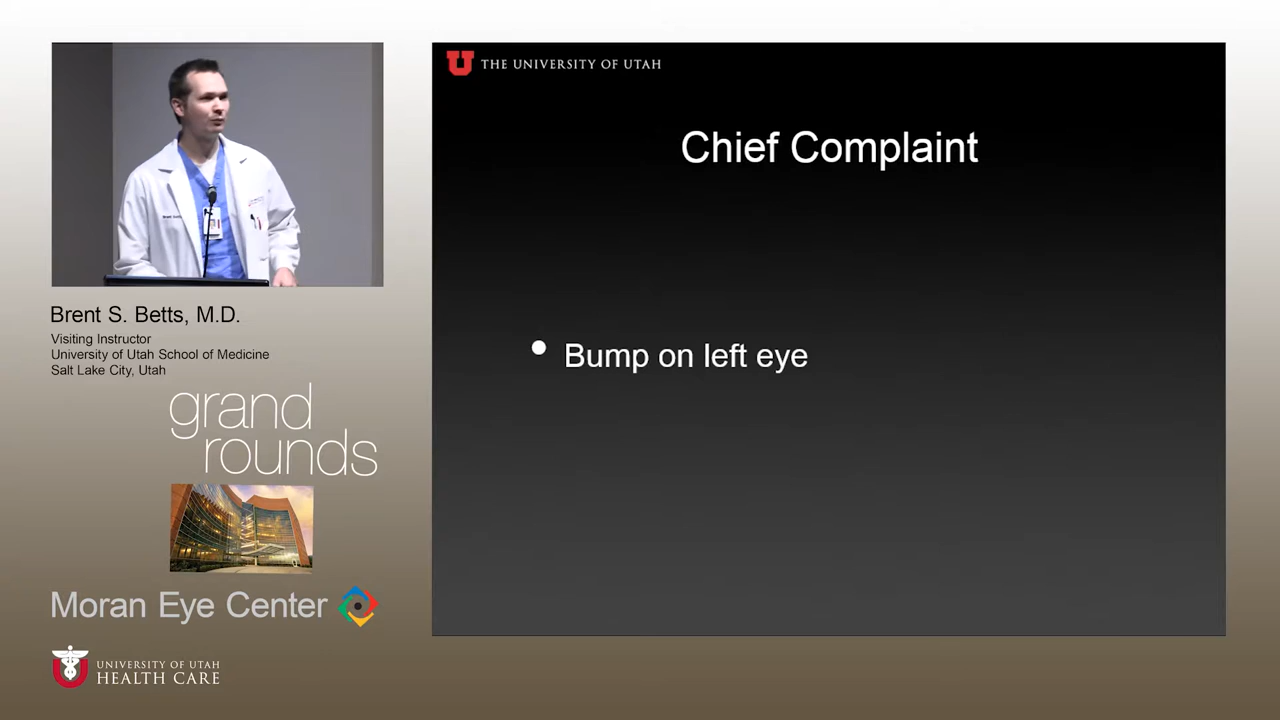 THE UNIVERSITY OF UTAH
Chief Complaint
• Bump on left eye
Brent S. Betts, M.D.
Visiting Instructor
University of Utah School of Medicine
Salt Lake City, Utah
grand
rounds
Moran Eye Center
UNIVERSITY OF UTAH
HEALTH CARE